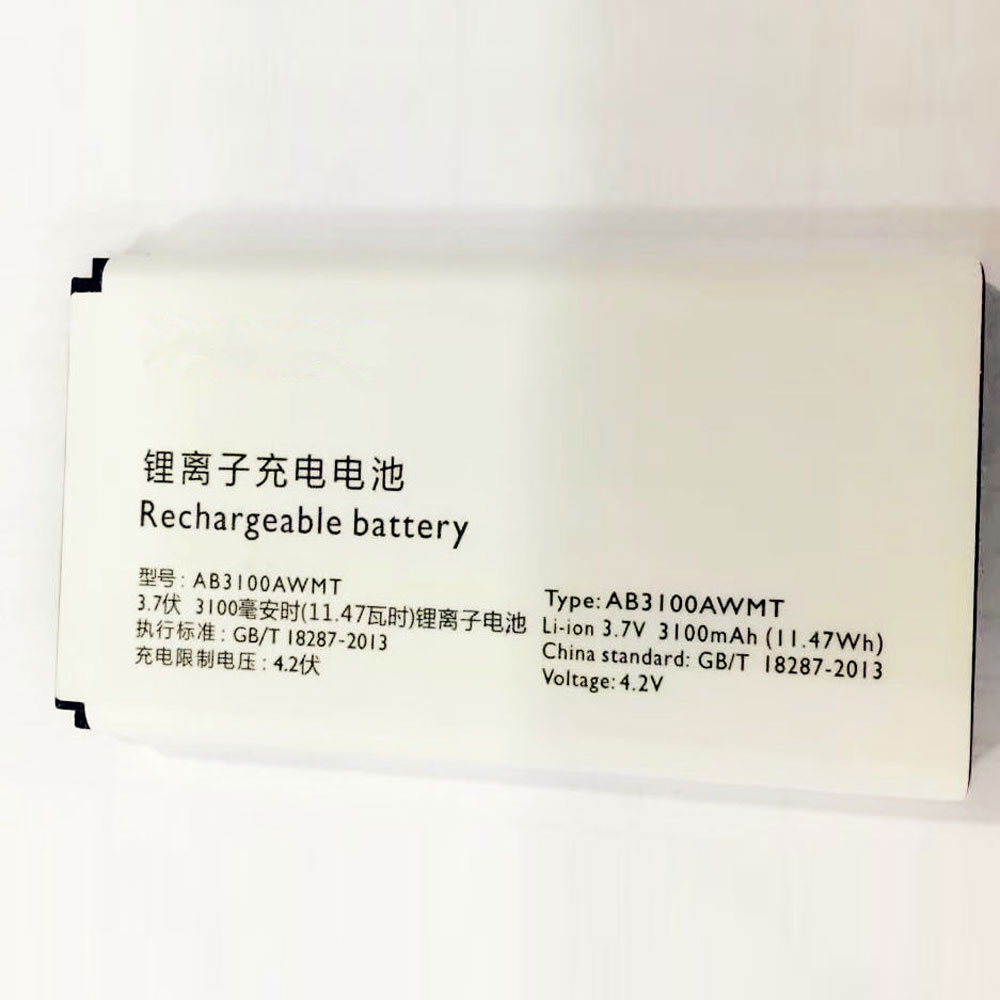 锂离子充电电池
Rechargeable battery
型号: AB3100AWMT
3.7伏 3100毫安时(11.47瓦时)锂离子电池
执行标准: GB/T 18287-2013
充电限制电压: 4.2伏
Type: AB3100AWMT
Li-ion 3.7V 3100mAh (11.47Wh)
China standard: GB/T 18287-2013
Voltage: 4.2V